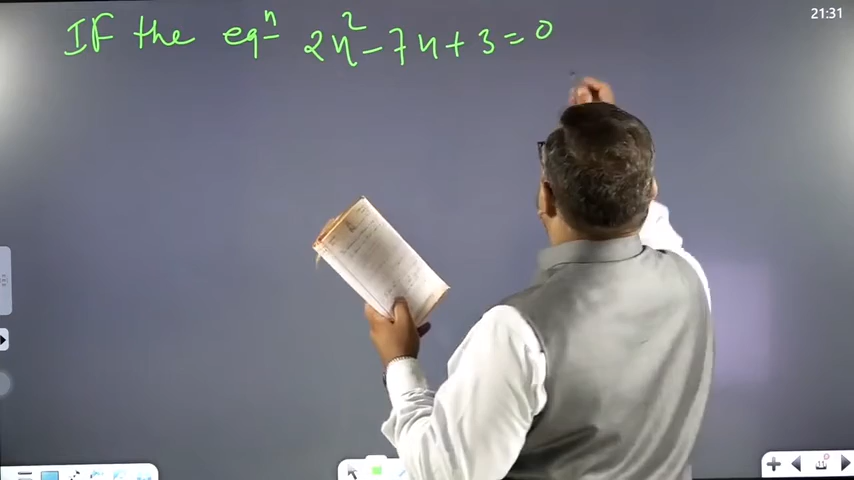 21:31
IF the eqⁿ 2x² - 7x + 3 = 0